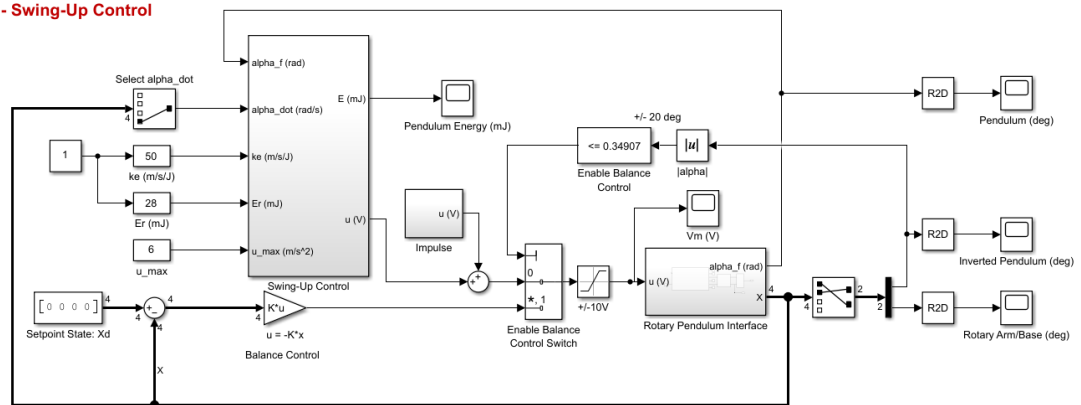 - Swing-Up Control
Select alpha_dot
4
alpha_f (rad)
alpha_dot (rad/s)
ke (m/s/J)
Er (mJ)
u_max (m/s^2)
E (mJ)
u (V)
Swing-Up Control
Pendulum Energy (mJ)
1
50
ke (m/s/J)
28
Er (mJ)
6
u_max
[ 0 0 0 0 ]
4
Setpoint State: Xd
4
+
−
4
4
X
K*u
4
u = -K*x
Balance Control
u (V)
Impulse
+
+
+/- 20 deg
<= 0.34907
Enable Balance
Control
|u|
|alpha|
0
*, 1
Enable Balance
Control Switch
+/-10V
Vm (V)
u (V)
alpha_f (rad)
X
Rotary Pendulum Interface
4
4
2
2
R2D
Pendulum (deg)
R2D
Inverted Pendulum (deg)
R2D
Rotary Arm/Base (deg)